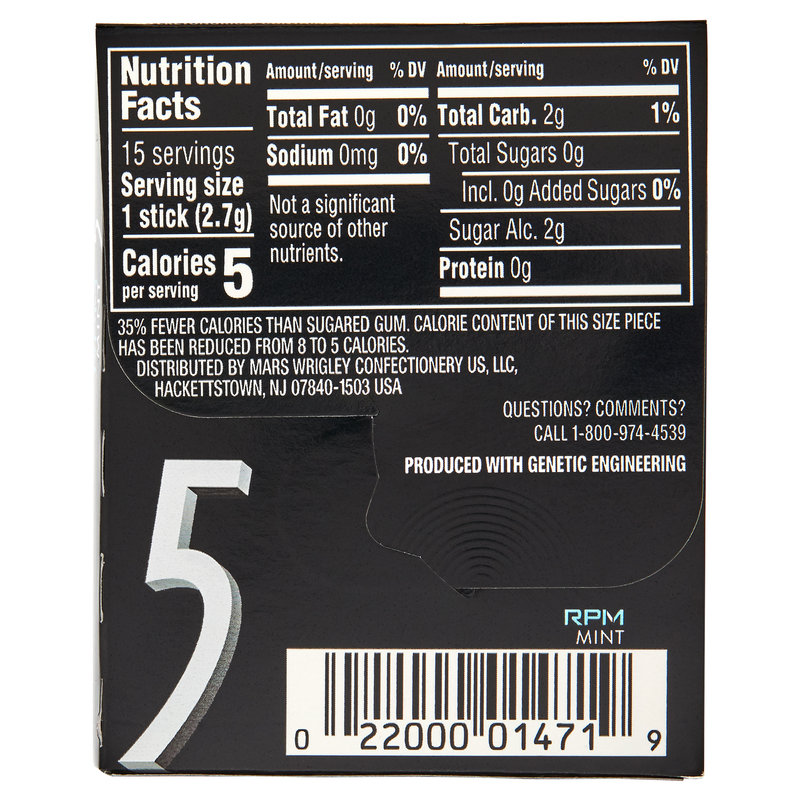 Nutrition
Facts
15 servings
Serving size
1 stick (2.7g)
Calories 5
per serving
Amount/serving % DV
Total Fat 0g 0%
Sodium 0mg 0%
Not a significant
source of other
nutrients.
Amount/serving % DV
Total Carb. 2g 1%
Total Sugars 0g
Incl. 0g Added Sugars 0%
Sugar Alc. 2g
Protein 0g
35% FEWER CALORIES THAN SUGARED GUM. CALORIE CONTENT OF THIS SIZE PIECE
HAS BEEN REDUCED FROM 8 TO 5 CALORIES.
DISTRIBUTED BY MARS WRIGLEY CONFECTIONERY US, LLC,
HACKETTSTOWN, NJ 07840-1503 USA
QUESTIONS? COMMENTS?
CALL 1-800-974-4539
PRODUCED WITH GENETIC ENGINEERING
5
RPM
MINT
0 22000 01471 9